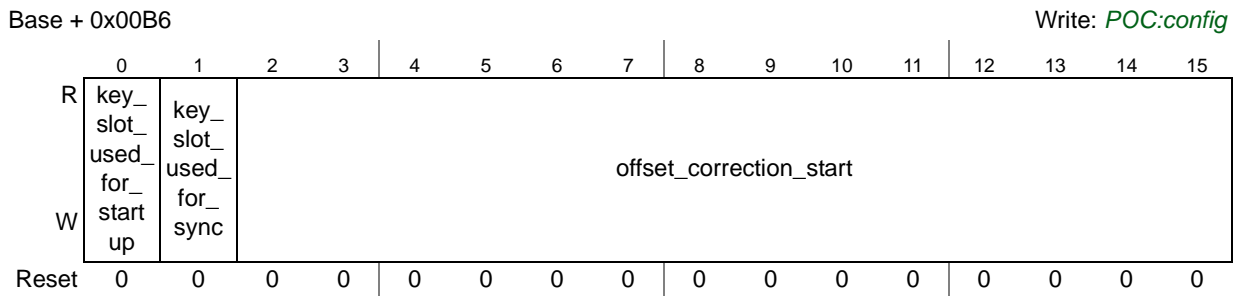 Base + 0x00B6 Write: POC:config
0 1 2 3 4 5 6 7 8 9 10 11 12 13 14 15
R
W
key_
slot_
used_
for_
start
up
key_
slot_
used_
for_
sync
offset_correction_start
Reset 0 0 0 0 0 0 0 0 0 0 0 0 0 0 0 0